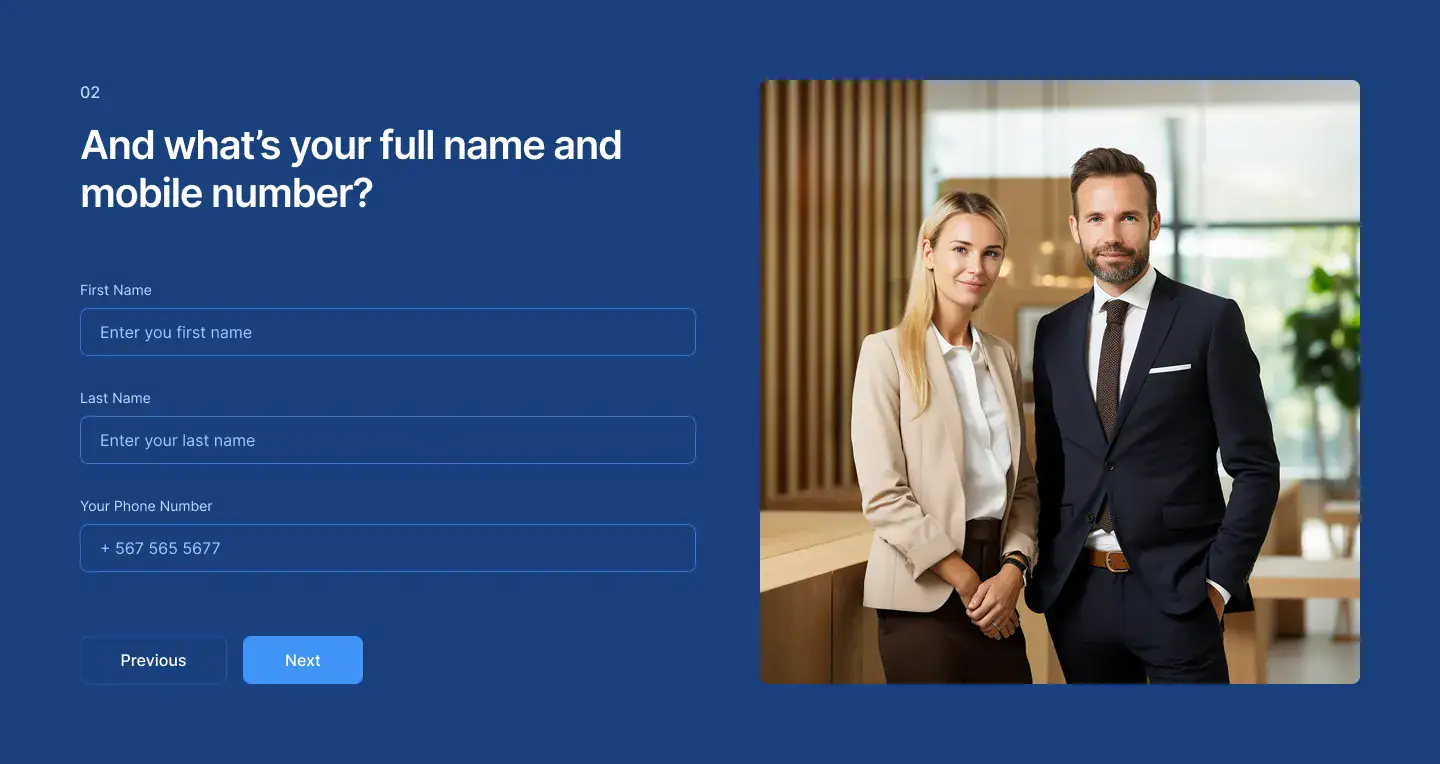 02
And what’s your full name and
mobile number?
First Name
Enter you first name
Last Name
Enter your last name
Your Phone Number
+ 567 565 5677
Previous
Next